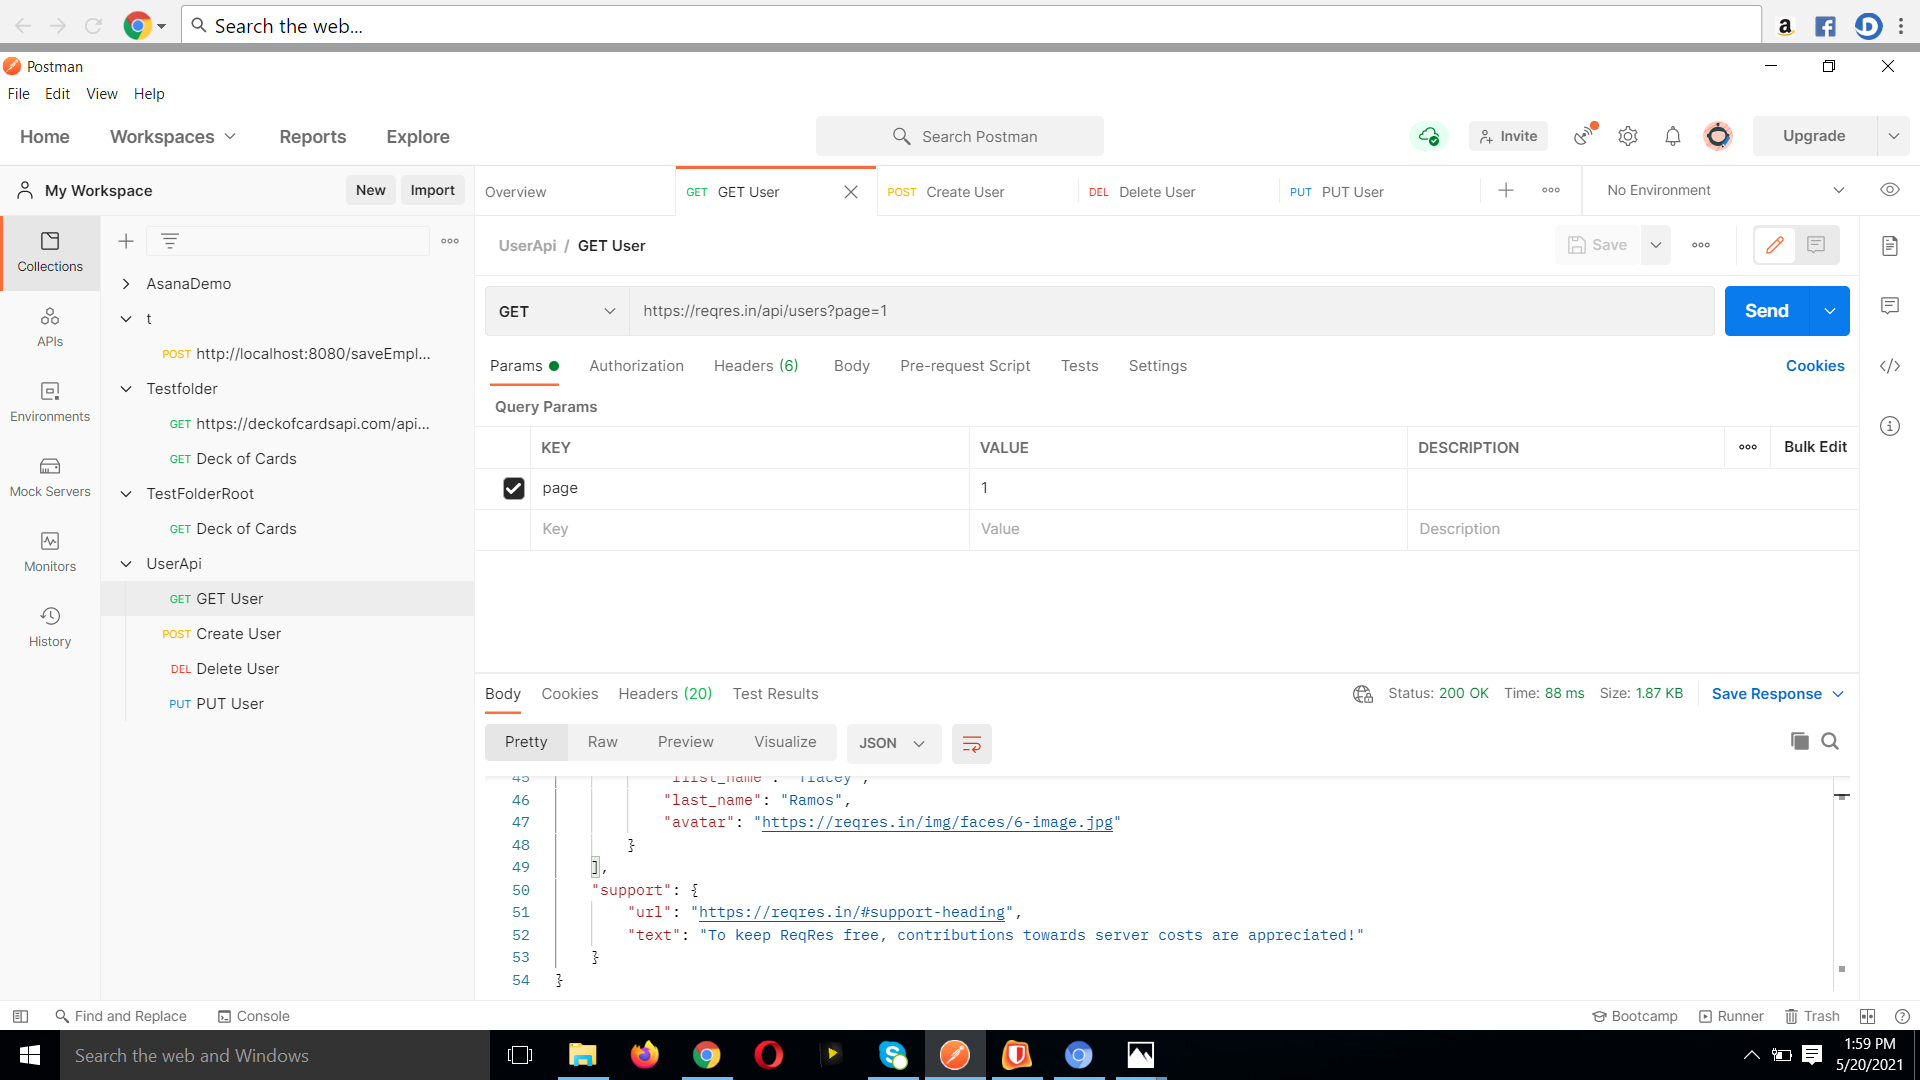 Search the web...
Postman
File Edit View Help
Home Workspaces Reports Explore
Search Postman
Invite
Upgrade
My Workspace
New
Import
Overview
GET GET User
POST Create User
DEL Delete User
PUT PUT User
No Environment
Collections
APIs
Environments
Mock Servers
Monitors
History
AsanaDemo
t
POST http://localhost:8080/saveEmpl...
Testfolder
GET https://deckofcardsapi.com/api...
GET Deck of Cards
TestFolderRoot
GET Deck of Cards
UserApi
GET GET User
POST Create User
DEL Delete User
PUT PUT User
UserApi / GET User
Save
GET
https://reqres.in/api/users?page=1
Send
Params Authorization Headers (6) Body Pre-request Script Tests Settings
Cookies
Query Params
KEY VALUE DESCRIPTION
Bulk Edit
page 1
Key Value Description
Body Cookies Headers (20) Test Results
Status: 200 OK Time: 88 ms Size: 1.87 KB
Save Response
Pretty Raw Preview Visualize
JSON
45 "first_name": "Tracey",
46 "last_name": "Ramos",
47 "avatar": "https://reqres.in/img/faces/6-image.jpg"
48 }
49 ],
50 "support": {
51 "url": "https://reqres.in/#support-heading",
52 "text": "To keep ReqRes free, contributions towards server costs are appreciated!"
53 }
54 }
Find and Replace
Console
Bootcamp
Runner
Trash
Search the web and Windows
1:59 PM
5/20/2021